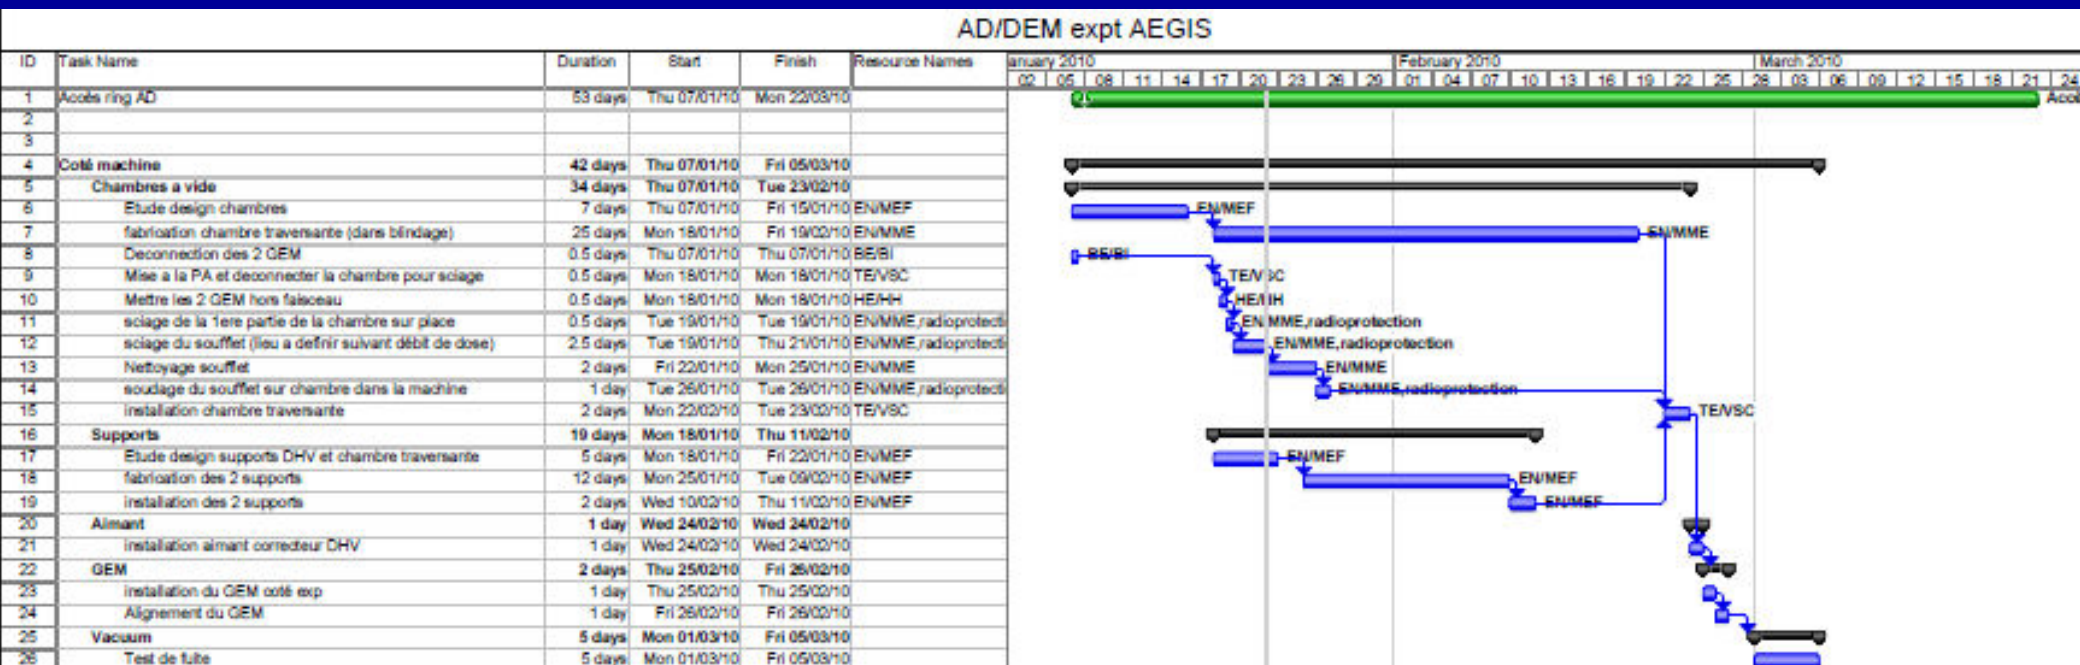 AD/DEM expt AEGIS
ID Task Name Duration Start Finish Resource Names anuary 2010 February 2010 March 2010
02 05 08 11 14 17 20 23 26 29 01 04 07 10 13 16 19 22 25 28 03 06 09 12 15 18 21 24
1 Accès ring AD 53 days Thu 07/01/10 Mon 22/03/10 Accè
2
3
4 Coté machine 42 days Thu 07/01/10 Fri 05/03/10
5 Chambres a vide 34 days Thu 07/01/10 Tue 23/02/10
6 Etude design chambres 7 days Thu 07/01/10 Fri 15/01/10 EN/MEF EN/MEF
7 fabrication chambre traversante (dans blindage) 25 days Mon 18/01/10 Fri 19/02/10 EN/MME EN/MME
8 Deconnection des 2 GEM 0.5 days Thu 07/01/10 Thu 07/01/10 BE/BI BE/BI
9 Mise a la PA et deconnecter la chambre pour sciage 0.5 days Mon 18/01/10 Mon 18/01/10 TE/VSC TE/VSC
10 Mettre les 2 GEM hors faisceau 0.5 days Mon 18/01/10 Mon 18/01/10 HE/HH HE/HH
11 sciage de la 1ere partie de la chambre sur place 0.5 days Tue 19/01/10 Tue 19/01/10 EN/MME,radioprotecti EN/MME,radioprotection
12 sciage du soufflet (lieu a definir suivant débit de dose) 2.5 days Tue 19/01/10 Thu 21/01/10 EN/MME,radioprotecti EN/MME,radioprotection
13 Nettoyage soufflet 2 days Fri 22/01/10 Mon 25/01/10 EN/MME EN/MME
14 soudage du soufflet sur chambre dans la machine 1 day Tue 26/01/10 Tue 26/01/10 EN/MME,radioprotecti EN/MME,radioprotection
15 installation chambre traversante 2 days Mon 22/02/10 Tue 23/02/10 TE/VSC TE/VSC
16 Supports 19 days Mon 18/01/10 Thu 11/02/10
17 Etude design supports DHV et chambre traversante 5 days Mon 18/01/10 Fri 22/01/10 EN/MEF EN/MEF
18 fabrication des 2 supports 12 days Mon 25/01/10 Tue 09/02/10 EN/MEF EN/MEF
19 installation des 2 supports 2 days Wed 10/02/10 Thu 11/02/10 EN/MEF EN/MEF
20 Aimant 1 day Wed 24/02/10 Wed 24/02/10
21 installation aimant correcteur DHV 1 day Wed 24/02/10 Wed 24/02/10
22 GEM 2 days Thu 25/02/10 Fri 26/02/10
23 installation du GEM coté exp 1 day Thu 25/02/10 Thu 25/02/10
24 Alignement du GEM 1 day Fri 26/02/10 Fri 26/02/10
25 Vacuum 5 days Mon 01/03/10 Fri 05/03/10
26 Test de fuite 5 days Mon 01/03/10 Fri 05/03/10